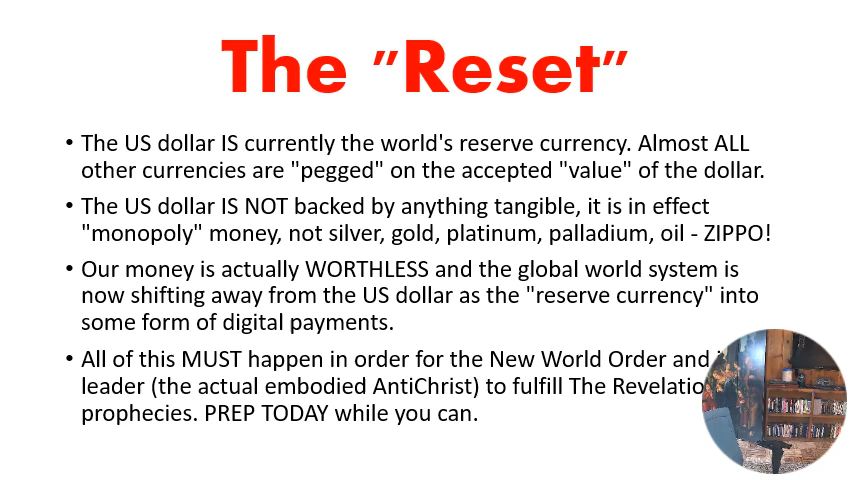 The "Reset"
• The US dollar IS currently the world's reserve currency. Almost ALL
other currencies are "pegged" on the accepted "value" of the dollar.
• The US dollar IS NOT backed by anything tangible, it is in effect
"monopoly" money, not silver, gold, platinum, palladium, oil - ZIPPO!
• Our money is actually WORTHLESS and the global world system is
now shifting away from the US dollar as the "reserve currency" into
some form of digital payments.
• All of this MUST happen in order for the New World Order and
leader (the actual embodied AntiChrist) to fulfill The
prophecies. PREP TODAY while you can.